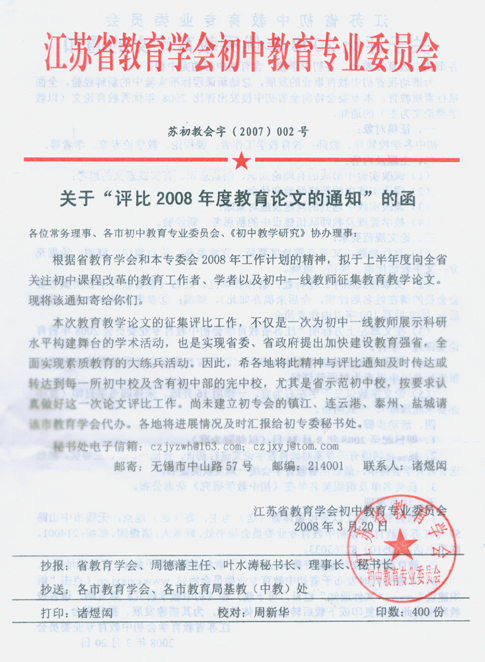 江苏省教育学会初中教育专业委员会
苏初教会字(2007)002号
关于“评比2008年度教育论文的通知”的函
各位常务理事、各市初中教育专业委员会、《初中教学研究》协办理事：
根据省教育学会和本专委会2008年工作计划的精神，拟于上半年度向全省
关注初中课程改革的教育工作者、学者以及初中一线教师征集教育教学论文。
现将该通知寄给你们。
本次教育教学论文的征集评比工作，不仅是一次为初中一线教师展示科研
水平构建舞台的学术活动，也是实现省委、省政府提出加快建设教育强省，全
面实现素质教育的大练兵活动。因此，希各地将此精神与评比通知及时传达或
转达到每一所初中校及含有初中部的完中校，尤其是省示范初中校，按要求认
真做好这一次论文评比工作。尚未建立初专会的镇江、连云港、泰州、盐城请
该市教育学会代办。各地将进展情况及时汇报给初专委秘书处。
秘书处电子信箱：czjyzwh@163.com；czjxyj@tom.com
邮寄：无锡市中山路57号 邮编：214001 联系人：诸煜闳
江苏省教育学会初中教育专业委员会
2008年3月20日
江苏省教育学会
初中教育专业委员会
抄报：省教育学会、周德藩主任、叶水涛秘书长、理事长、秘书长
抄送：各市教育学会、各市教育局基教（中教）处
打印：诸煜闳 校对：周新华 印数：400份